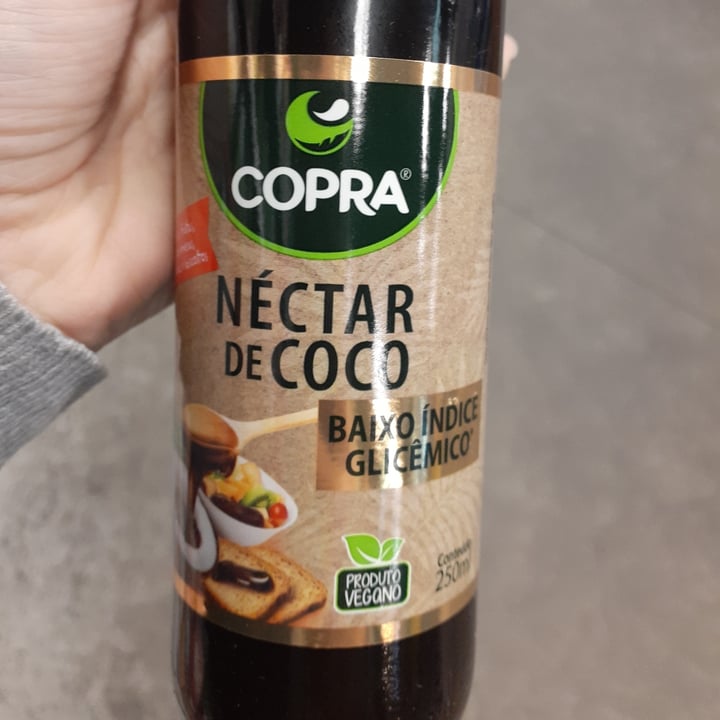 COPRA®
NÉCTAR
DE COCO
BAIXO ÍNDICE
GLICÊMICO*
PRODUTO
VEGANO
Conteúdo
250ml